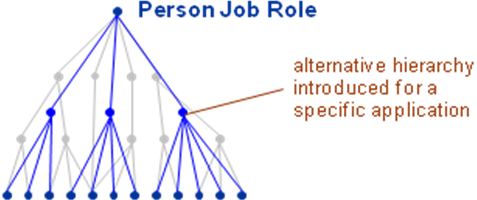 Person Job Role
alternative hierarchy
introduced for a
specific application